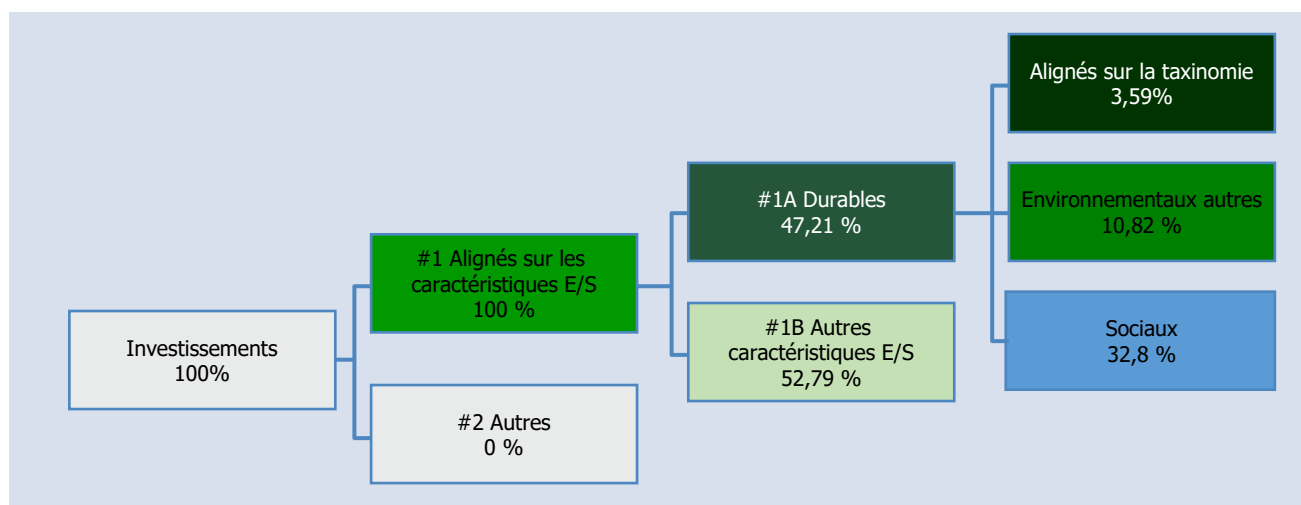 Investissements
100%
#1 Alignés sur les
caractéristiques E/S
100 %
#2 Autres
0 %
#1A Durables
47,21 %
#1B Autres
caractéristiques E/S
52,79 %
Alignés sur la taxinomie
3,59%
Environnementaux autres
10,82 %
Sociaux
32,8 %